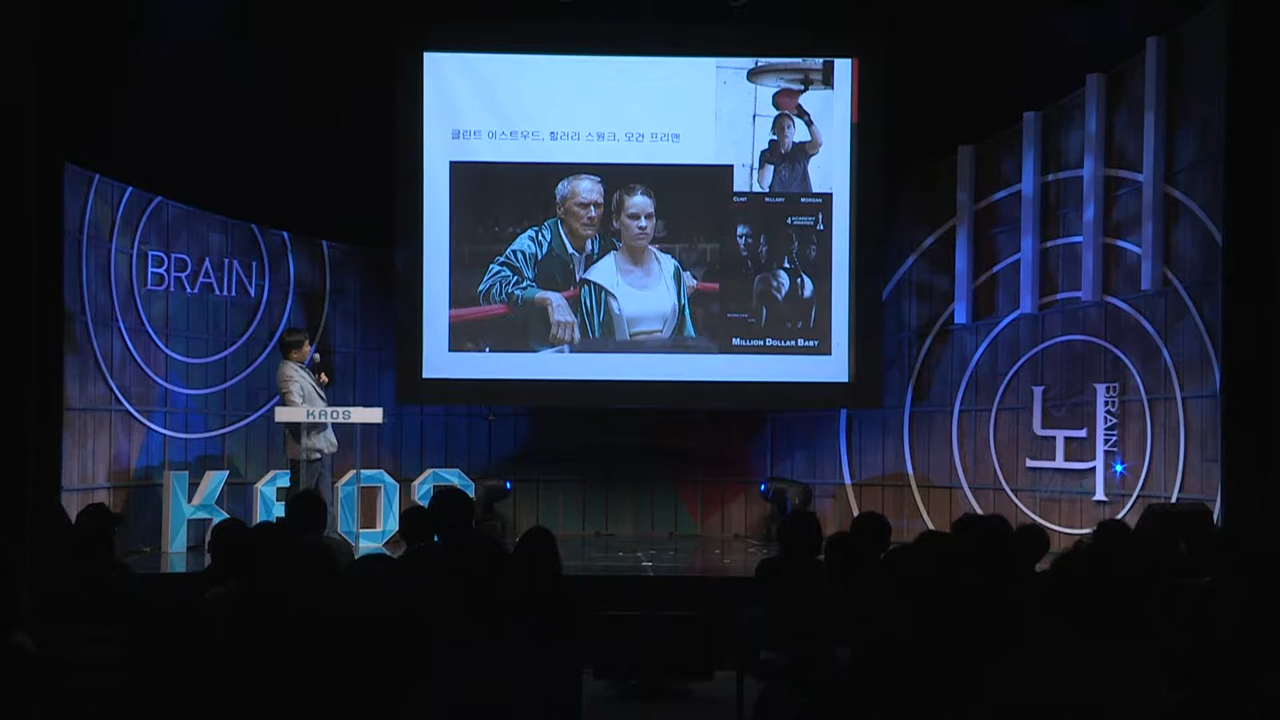 클린트 이스트우드, 힐러리 스웽크, 모건 프리맨
CLINT HILLARY MORGAN
4 ACADEMY
AWARDS
MILLION DOLLAR BABY
BRAIN
KAOS
KAOS
뇌
BRAIN